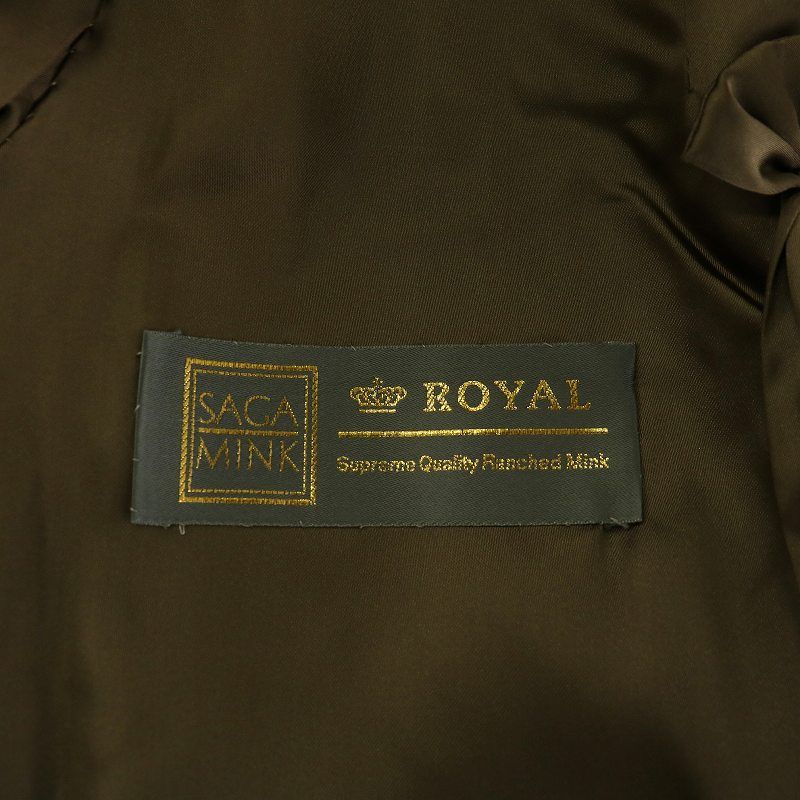 SAGA
MINK
ROYAL
Supreme Quality Ranched Mink